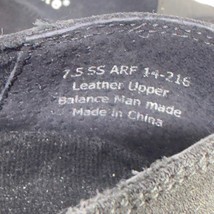 7.5 SS ARF 14-216
Leather Upper
Balance Man made
Made in China